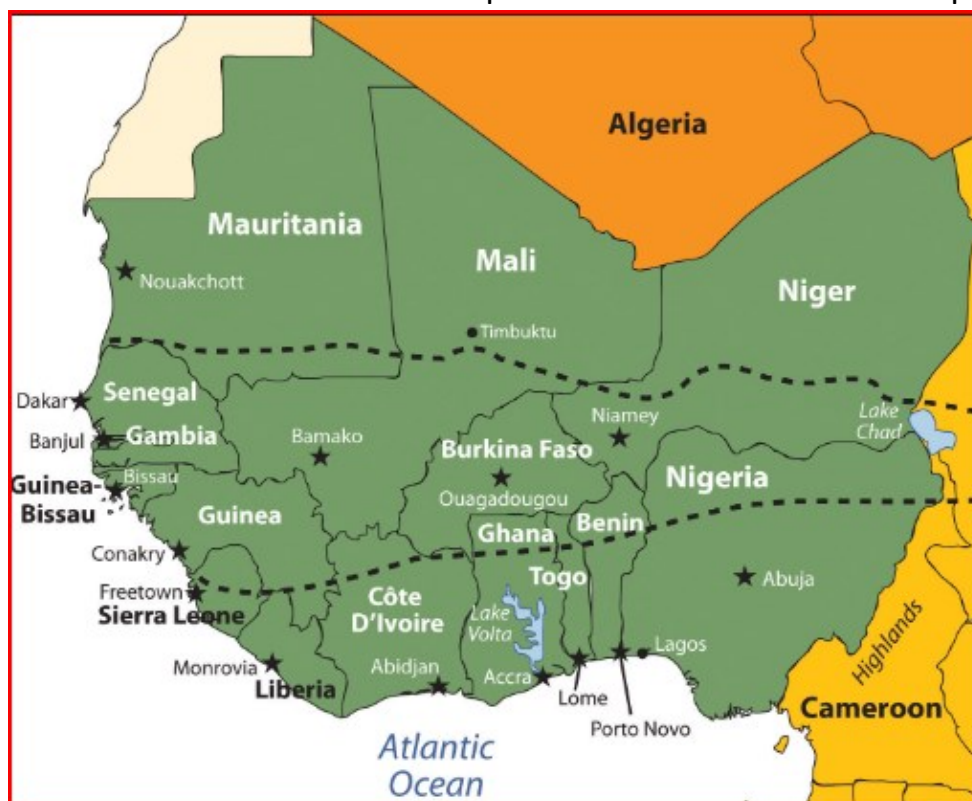 Algeria
Mauritania
Mali
Niger
Nouakchott
Timbuktu
Senegal
Dakar
Niamey
Lake
Chad
Banjul
Gambia
Bamako
Burkina Faso
Bissau
Nigeria
Guinea-
Bissau
Ouagadougou
Guinea
Ghana
Benin
Conakry
Togo
Abuja
Freetown
Sierra Leone
Côte
D'Ivoire
Lake
Volta
Lagos
Highlands
Monrovia
Liberia
Abidjan
Accra
Lome
Porto Novo
Cameroon
Atlantic
Ocean